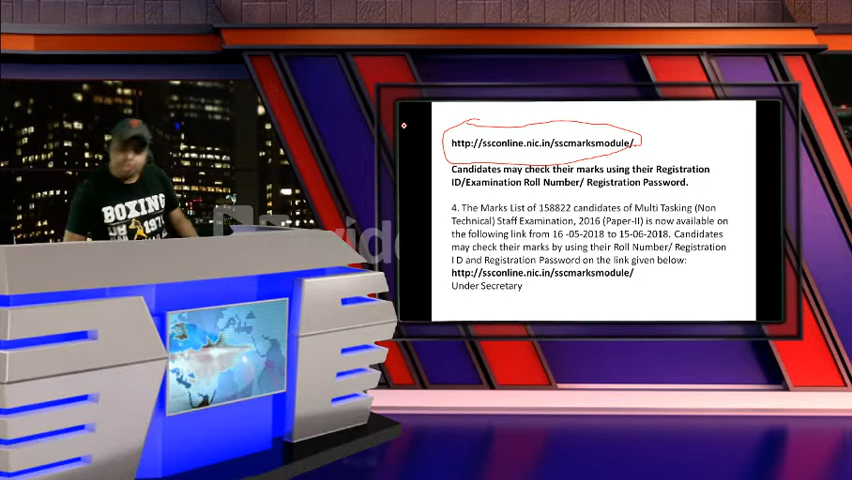 http://ssconline.nic.in/sscmarksmodule/.
Candidates may check their marks using their Registration
ID/Examination Roll Number/ Registration Password.
4. The Marks List of 158822 candidates of Multi Tasking (Non
Technical) Staff Examination, 2016 (Paper-II) is now available on
the following link from 16 -05-2018 to 15-06-2018. Candidates
may check their marks by using their Roll Number/ Registration
I D and Registration Password on the link given below:
http://ssconline.nic.in/sscmarksmodule/
Under Secretary
BOXING